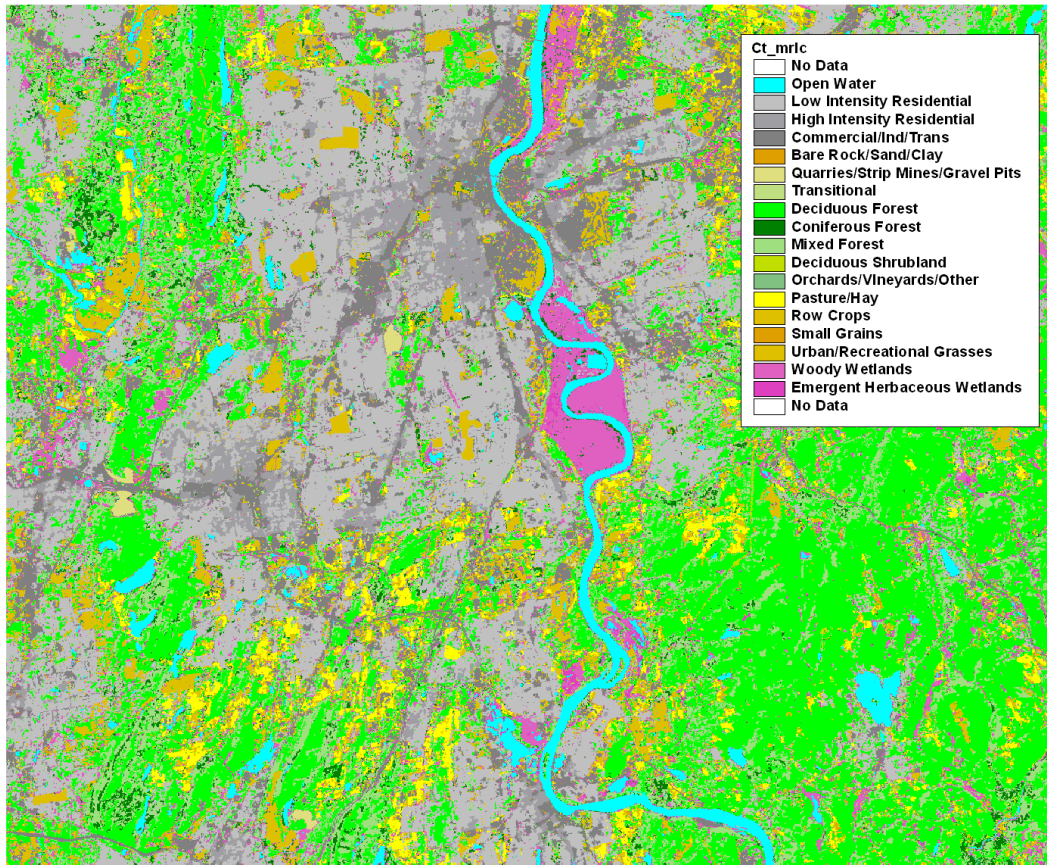 Ct_mrlc
No Data
Open Water
Low Intensity Residential
High Intensity Residential
Commercial/Ind/Trans
Bare Rock/Sand/Clay
Quarries/Strip Mines/Gravel Pits
Transitional
Deciduous Forest
Coniferous Forest
Mixed Forest
Deciduous Shrubland
Orchards/VIneyards/Other
Pasture/Hay
Row Crops
Small Grains
Urban/Recreational Grasses
Woody Wetlands
Emergent Herbaceous Wetlands
No Data